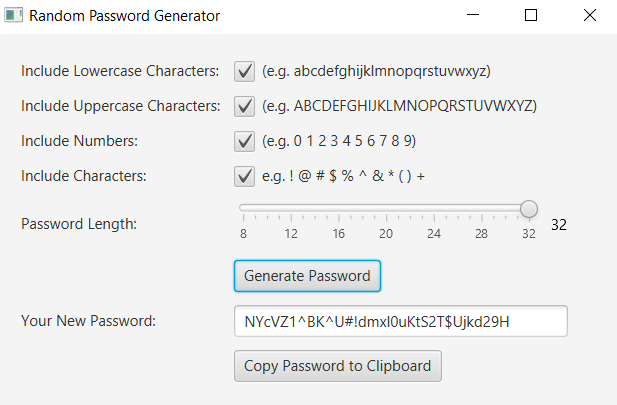 Random Password Generator
Include Lowercase Characters: (e.g. abcdefghijklmnopqrstuvwxyz)
Include Uppercase Characters: (e.g. ABCDEFGHIJKLMNOPQRSTUVWXYZ)
Include Numbers: (e.g. 0 1 2 3 4 5 6 7 8 9)
Include Characters: e.g. ! @ # $ % ^ & * ( ) +
Password Length: 32
8 12 16 20 24 28 32
Generate Password
Your New Password: NYcVZ1^BK^U#!dmxl0uKtS2T$Ujkd29H
Copy Password to Clipboard